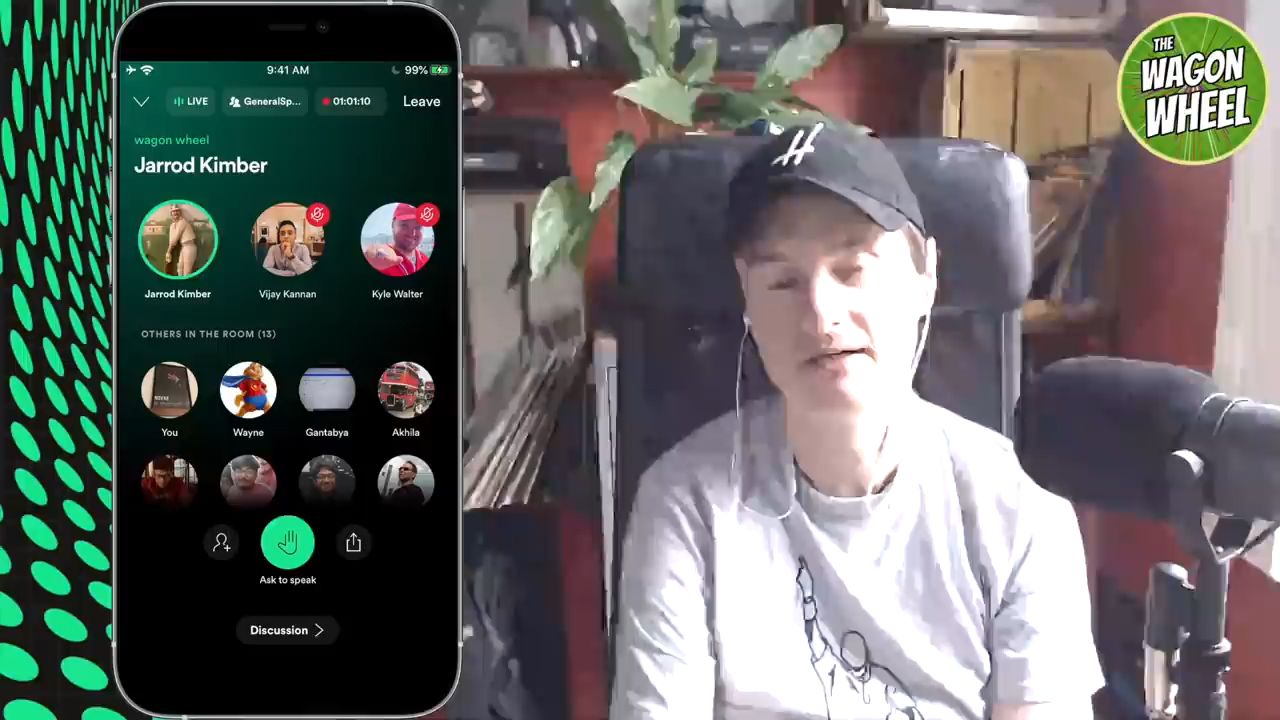 9:41 AM
99%
LIVE
GeneralSp...
01:01:10
Leave
wagon wheel
Jarrod Kimber
Jarrod Kimber
Vijay Kannan
Kyle Walter
OTHERS IN THE ROOM (13)
You
Wayne
Gantabya
Akhila
Ask to speak
Discussion
THE
WAGON
WHEEL
H